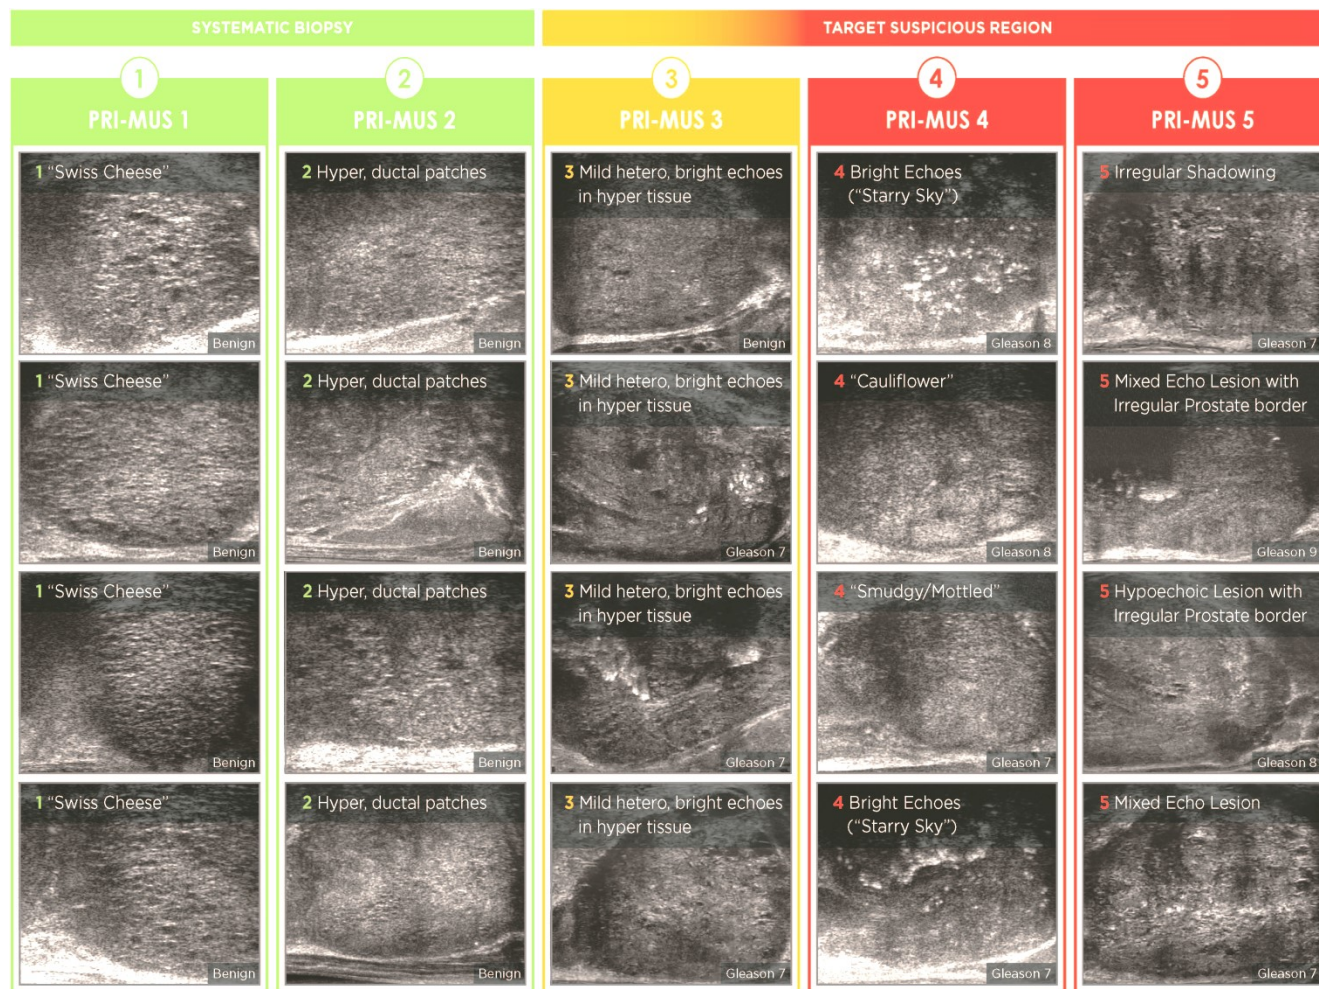 SYSTEMATIC BIOPSY
TARGET SUSPICIOUS REGION
1
2
3
4
5
PRI-MUS 1
PRI-MUS 2
PRI-MUS 3
PRI-MUS 4
PRI-MUS 5
1 “Swiss Cheese”
Benign
2 Hyper, ductal patches
Benign
3 Mild hetero, bright echoes
in hyper tissue
Benign
4 Bright Echoes
(“Starry Sky”)
Gleason 8
5 Irregular Shadowing
Gleason 7
1 “Swiss Cheese”
Benign
2 Hyper, ductal patches
Benign
3 Mild hetero, bright echoes
in hyper tissue
Gleason 7
4 “Cauliflower”
Gleason 8
5 Mixed Echo Lesion with
Irregular Prostate border
Gleason 9
1 “Swiss Cheese”
Benign
2 Hyper, ductal patches
Benign
3 Mild hetero, bright echoes
in hyper tissue
Gleason 7
4 “Smudgy/Mottled”
Gleason 7
5 Hypoechoic Lesion with
Irregular Prostate border
Gleason 8
1 “Swiss Cheese”
Benign
2 Hyper, ductal patches
Benign
3 Mild hetero, bright echoes
in hyper tissue
Gleason 7
4 Bright Echoes
(“Starry Sky”)
Gleason 7
5 Mixed Echo Lesion
Gleason 7